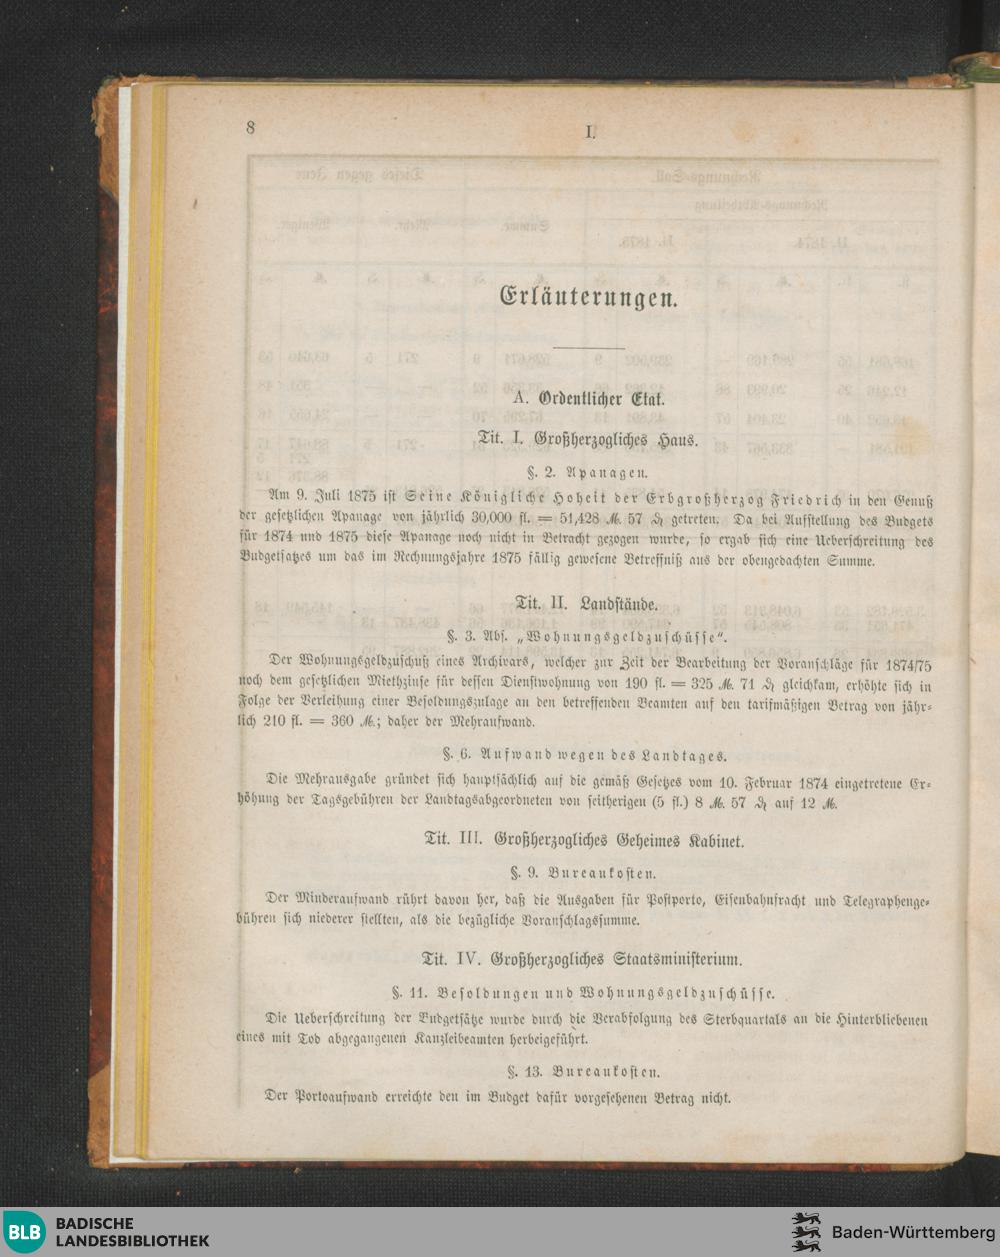 8
I.
Erläuterungen.
A. Ordentlicher Etat.
Tit. I. Großherzogliches Haus.
§. 2. Apanagen.
Am 9. Juli 1875 ist Seine Königliche Hoheit der Erbgroßherzog Friedrich in den Genuß
der gesetzlichen Apanage von jährlich 30,000 fl. = 51,428 ℳ. 57 ₰ getreten. Da bei Aufstellung des Budgets
für 1874 und 1875 diese Apanage noch nicht in Betracht gezogen wurde, so ergab sich eine Ueberschreitung des
Budgetsatzes um das im Rechnungsjahre 1875 fällig gewesene Betreffniß aus der obengedachten Summe.
Tit. II. Landstände.
§. 3. Abs. „Wohnungsgeldzuschüsse".
Der Wohnungsgeldzuschuß eines Archivars, welcher zur Zeit der Bearbeitung der Voranschläge für 1874/75
noch dem gesetzlichen Miethzinse für dessen Dienstwohnung von 190 fl. = 325 ℳ. 71 ₰ gleichkam, erhöhte sich in
Folge der Verleihung einer Besoldungszulage an den betreffenden Beamten auf den tarifmäßigen Betrag von jähr-
lich 210 fl. = 360 ℳ.; daher der Mehraufwand.
§. 6. Aufwand wegen des Landtages.
Die Mehrausgabe gründet sich hauptsächlich auf die gemäß Gesetzes vom 10. Februar 1874 eingetretene Er-
höhung der Tagsgebühren der Landtagsabgeordneten von seitherigen (5 fl.) 8 ℳ. 57 ₰ auf 12 ℳ.
Tit. III. Großherzogliches Geheimes Kabinet.
§. 9. Bureaukosten.
Der Minderaufwand rührt davon her, daß die Ausgaben für Postporto, Eisenbahnfracht und Telegraphenge-
bühren sich niederer stellten, als die bezügliche Voranschlagssumme.
Tit. IV. Großherzogliches Staatsministerium.
§. 11. Besoldungen und Wohnungsgeldzuschüsse.
Die Ueberschreitung der Budgetsätze wurde durch die Verabfolgung des Sterbquartals an die Hinterbliebenen
eines mit Tod abgegangenen Kanzleibeamten herbeigeführt.
§. 13. Bureaukosten.
Der Portoaufwand erreichte den im Budget dafür vorgesehenen Betrag nicht.
BLB
BADISCHE
LANDESBIBLIOTHEK
Baden-Württemberg